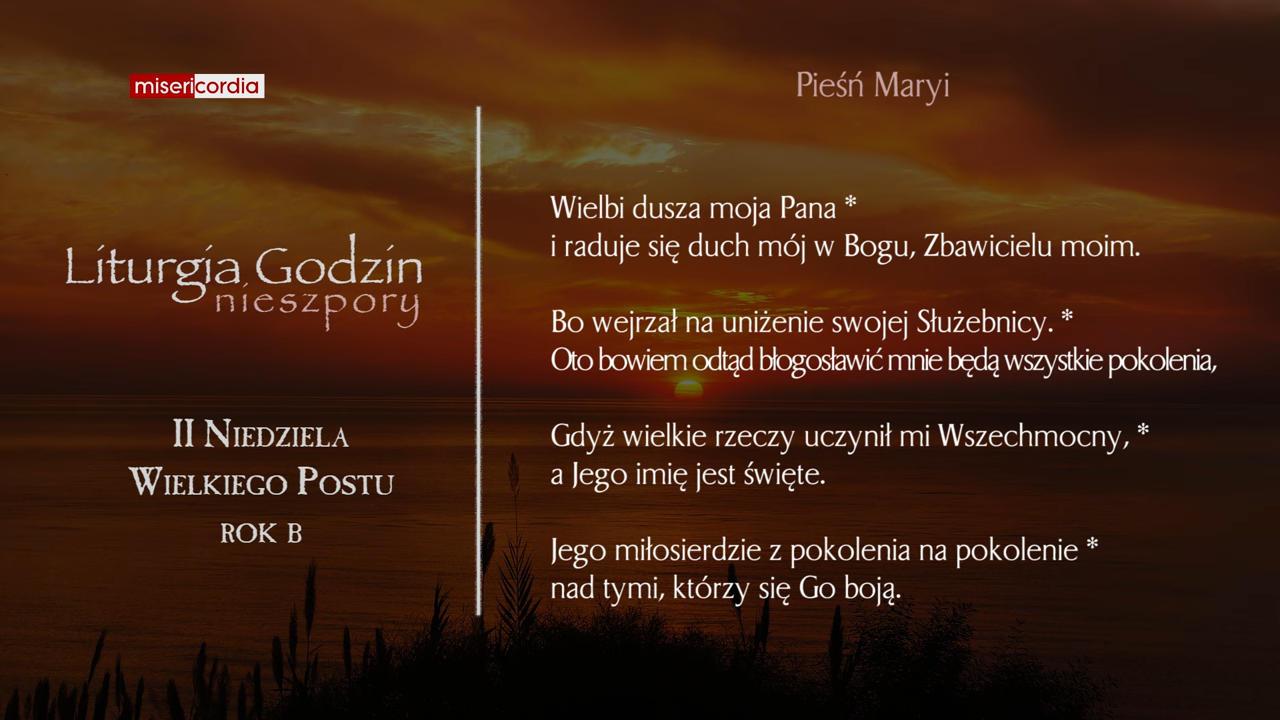 misericordia
Pieśń Maryi
Liturgia Godzin
nieszpory
II Niedziela
Wielkiego Postu
rok B
Wielbi dusza moja Pana *
i raduje się duch mój w Bogu, Zbawicielu moim.
Bo wejrzał na uniżenie swojej Służebnicy. *
Oto bowiem odtąd błogosławić mnie będą wszystkie pokolenia,
Gdyż wielkie rzeczy uczynił mi Wszechmocny, *
a Jego imię jest święte.
Jego miłosierdzie z pokolenia na pokolenie *
nad tymi, którzy się Go boją.